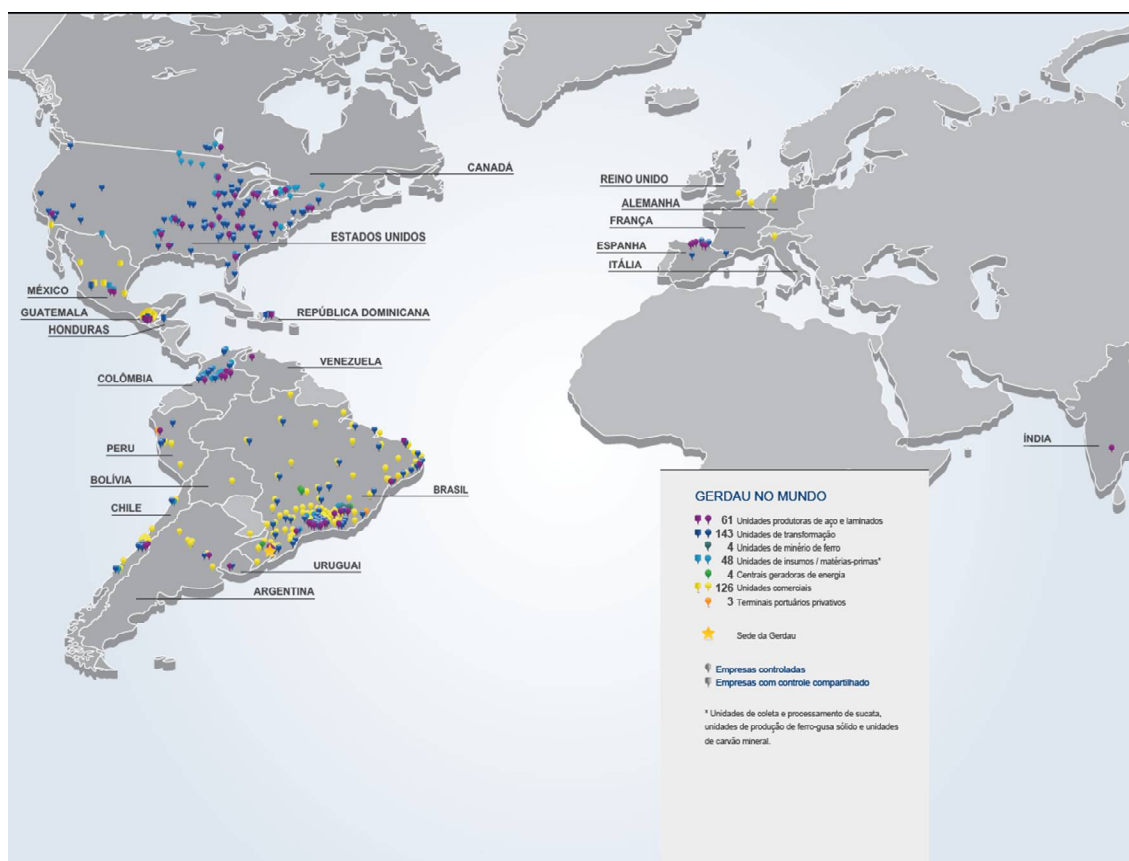 CANADÁ
REINO UNIDO
ALEMANHA
FRANÇA
ESTADOS UNIDOS
ESPANHA
ITÁLIA
MÉXICO
GUATEMALA
REPÚBLICA DOMINICANA
HONDURAS
VENEZUELA
COLÔMBIA
ÍNDIA
PERU
BOLÍVIA
BRASIL
CHILE
URUGUAI
ARGENTINA
GERDAU NO MUNDO
61 Unidades produtoras de aço e laminados
143 Unidades de transformação
4 Unidades de minério de ferro
48 Unidades de insumos / matérias-primas*
4 Centrais geradoras de energia
126 Unidades comerciais
3 Terminais portuários privativos
Sede da Gerdau
Empresas controladas
Empresas com controle compartilhado
* Unidades de coleta e processamento de sucata,
unidades de produção de ferro-gusa sólido e unidades
de carvão mineral.